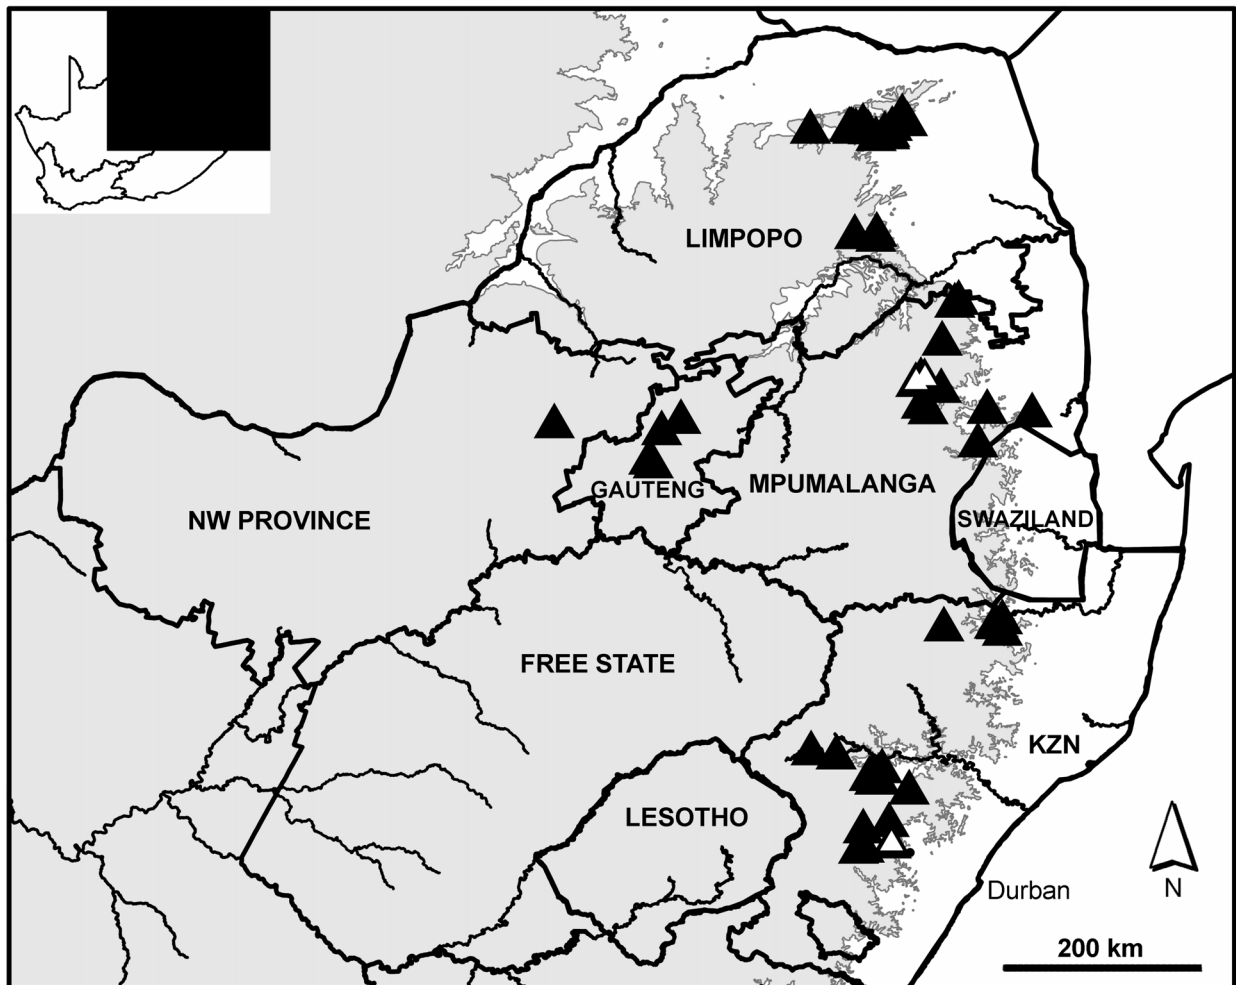 LIMPOPO
GAUTENG
MPUMALANGA
NW PROVINCE
SWAZILAND
FREE STATE
KZN
LESOTHO
Durban
N
200 km